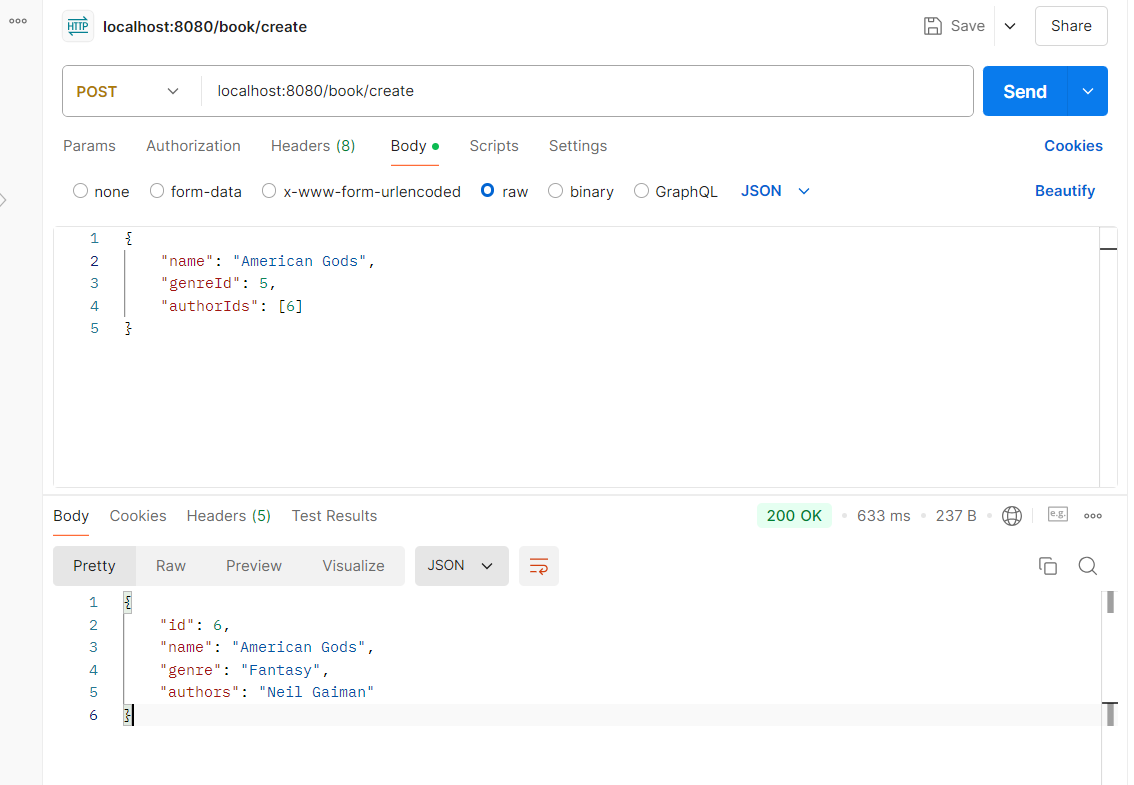 HTTP localhost:8080/book/create Save Share
POST localhost:8080/book/create Send
Params Authorization Headers (8) Body Scripts Settings Cookies
none form-data x-www-form-urlencoded raw binary GraphQL JSON Beautify
1 {
2 "name": "American Gods",
3 "genreId": 5,
4 "authorIds": [6]
5 }
Body Cookies Headers (5) Test Results 200 OK 633 ms 237 B e.g.
Pretty Raw Preview Visualize JSON
1 {
2 "id": 6,
3 "name": "American Gods",
4 "genre": "Fantasy",
5 "authors": "Neil Gaiman"
6 }